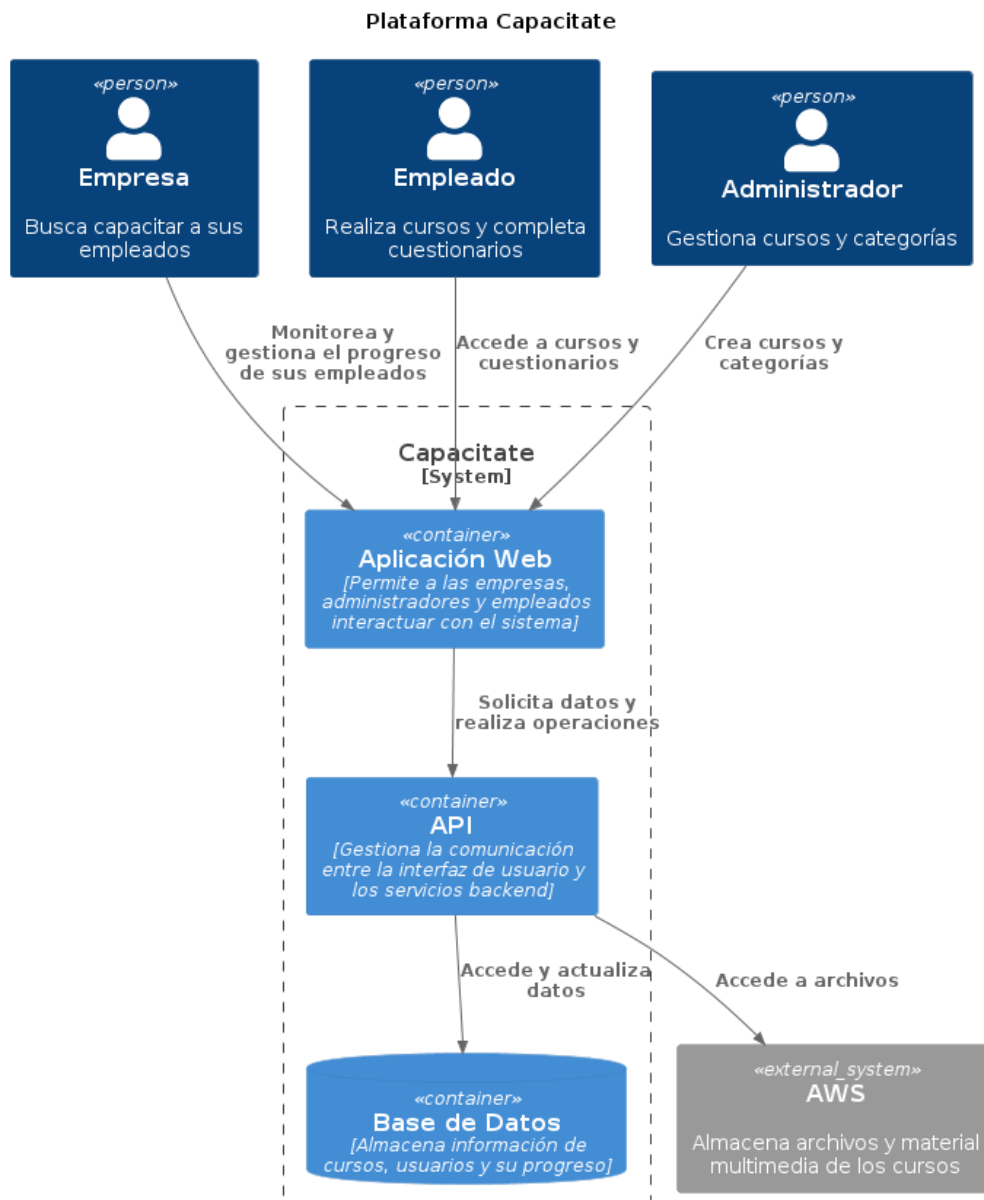 Plataforma Capacitate
«person»
Empresa
Busca capacitar a sus
empleados
«person»
Empleado
Realiza cursos y completa
cuestionarios
«person»
Administrador
Gestiona cursos y categorías
Monitorea y
gestiona el progreso
de sus empleados
Accede a cursos y
cuestionarios
Crea cursos y
categorías
Capacitate
[System]
«container»
Aplicación Web
[Permite a las empresas,
administradores y empleados
interactuar con el sistema]
Solicita datos y
realiza operaciones
«container»
API
[Gestiona la comunicación
entre la interfaz de usuario y
los servicios backend]
Accede y actualiza
datos
Accede a archivos
«container»
Base de Datos
[Almacena información de
cursos, usuarios y su progreso]
«external_system»
AWS
Almacena archivos y material
multimedia de los cursos